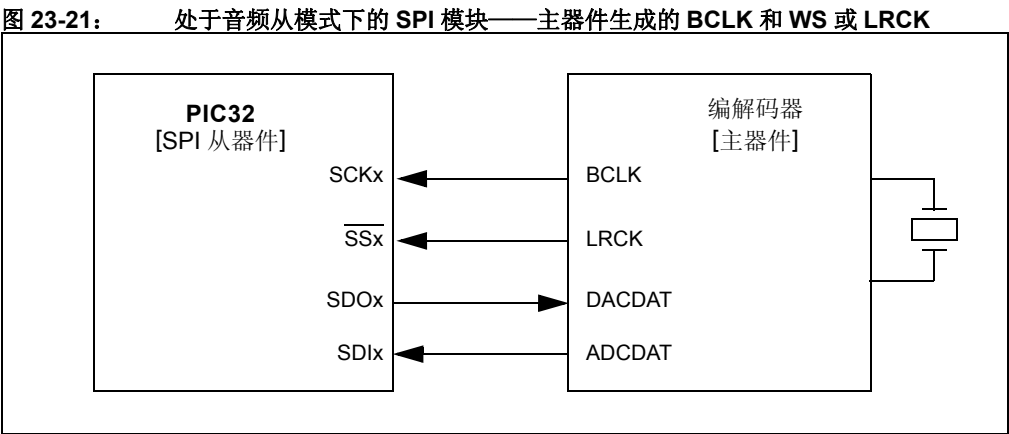 图 23-21： 处于音频从模式下的 SPI 模块——主器件生成的 BCLK 和 WS 或 LRCK
PIC32
[SPI 从器件]
编解码器
[主器件]
SCKx
BCLK
SSx
LRCK
SDOx
DACDAT
SDIx
ADCDAT